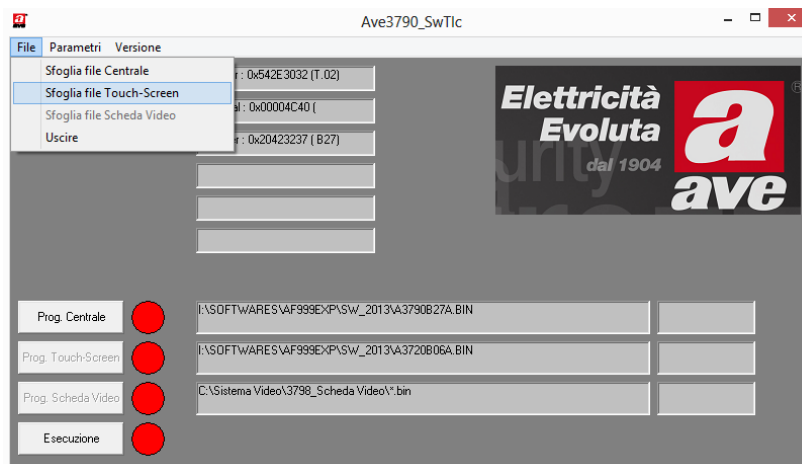 Ave3790_SwTlc
File Parametri Versione
Sfoglia file Centrale
Sfoglia file Touch-Screen
Sfoglia file Scheda Video
Uscire
r : 0x542E3032 (T.02)
al : 0x00004C40 (
er : 0x20423237 ( B27)
Elettricità
Evoluta
dal 1904
a
ave
®
Prog. Centrale
I:\SOFTWARES\AF999EXP\SW_2013\A3790B27A.BIN
Prog. Touch-Screen
I:\SOFTWARES\AF999EXP\SW_2013\A3720B06A.BIN
Prog. Scheda Video
C:\Sistema Video\3798_Scheda Video\*.bin
Esecuzione